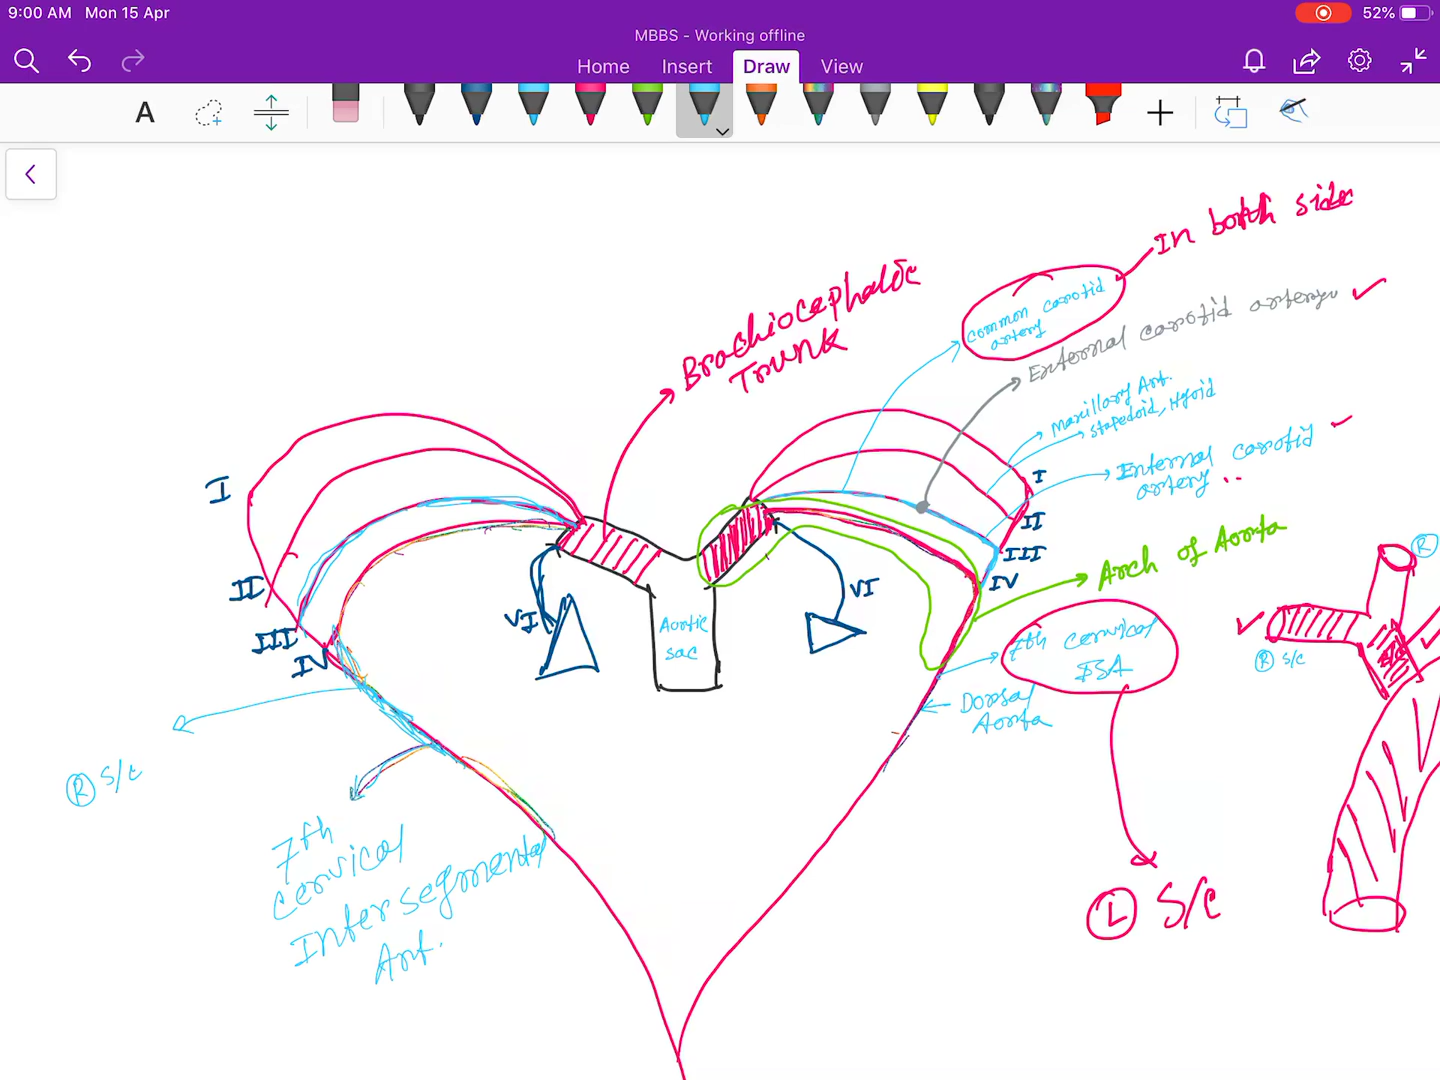 9:00 AM Mon 15 Apr
52%
MBBS - Working offline
Home Insert Draw View
A
In both side
Common carotid
artery
External carotid artery
Brachiocephalic
Trunk
Maxillary Art.
Stapedoid, Hyoid
Internal carotid
artery
I
I
II
II
III
III
IV
IV
VI
VI
Aortic
sac
Arch of Aorta
7th cervical
ISA
Dorsal
Aorta
R
R S/c
R S/c
7th
cervical
Intersegmental
Art.
L S/c